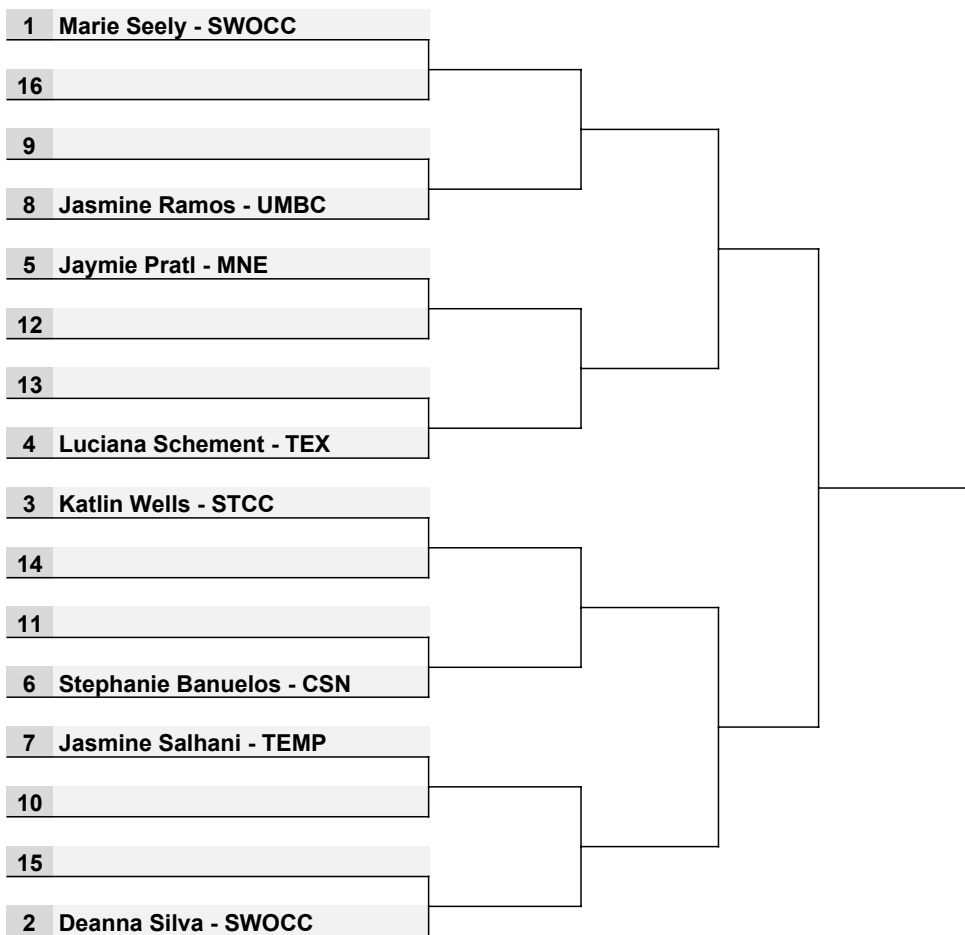 1 Marie Seely - SWOCC
16
9
8 Jasmine Ramos - UMBC
5 Jaymie Pratl - MNE
12
13
4 Luciana Schement - TEX
3 Katlin Wells - STCC
14
11
6 Stephanie Banuelos - CSN
7 Jasmine Salhani - TEMP
10
15
2 Deanna Silva - SWOCC